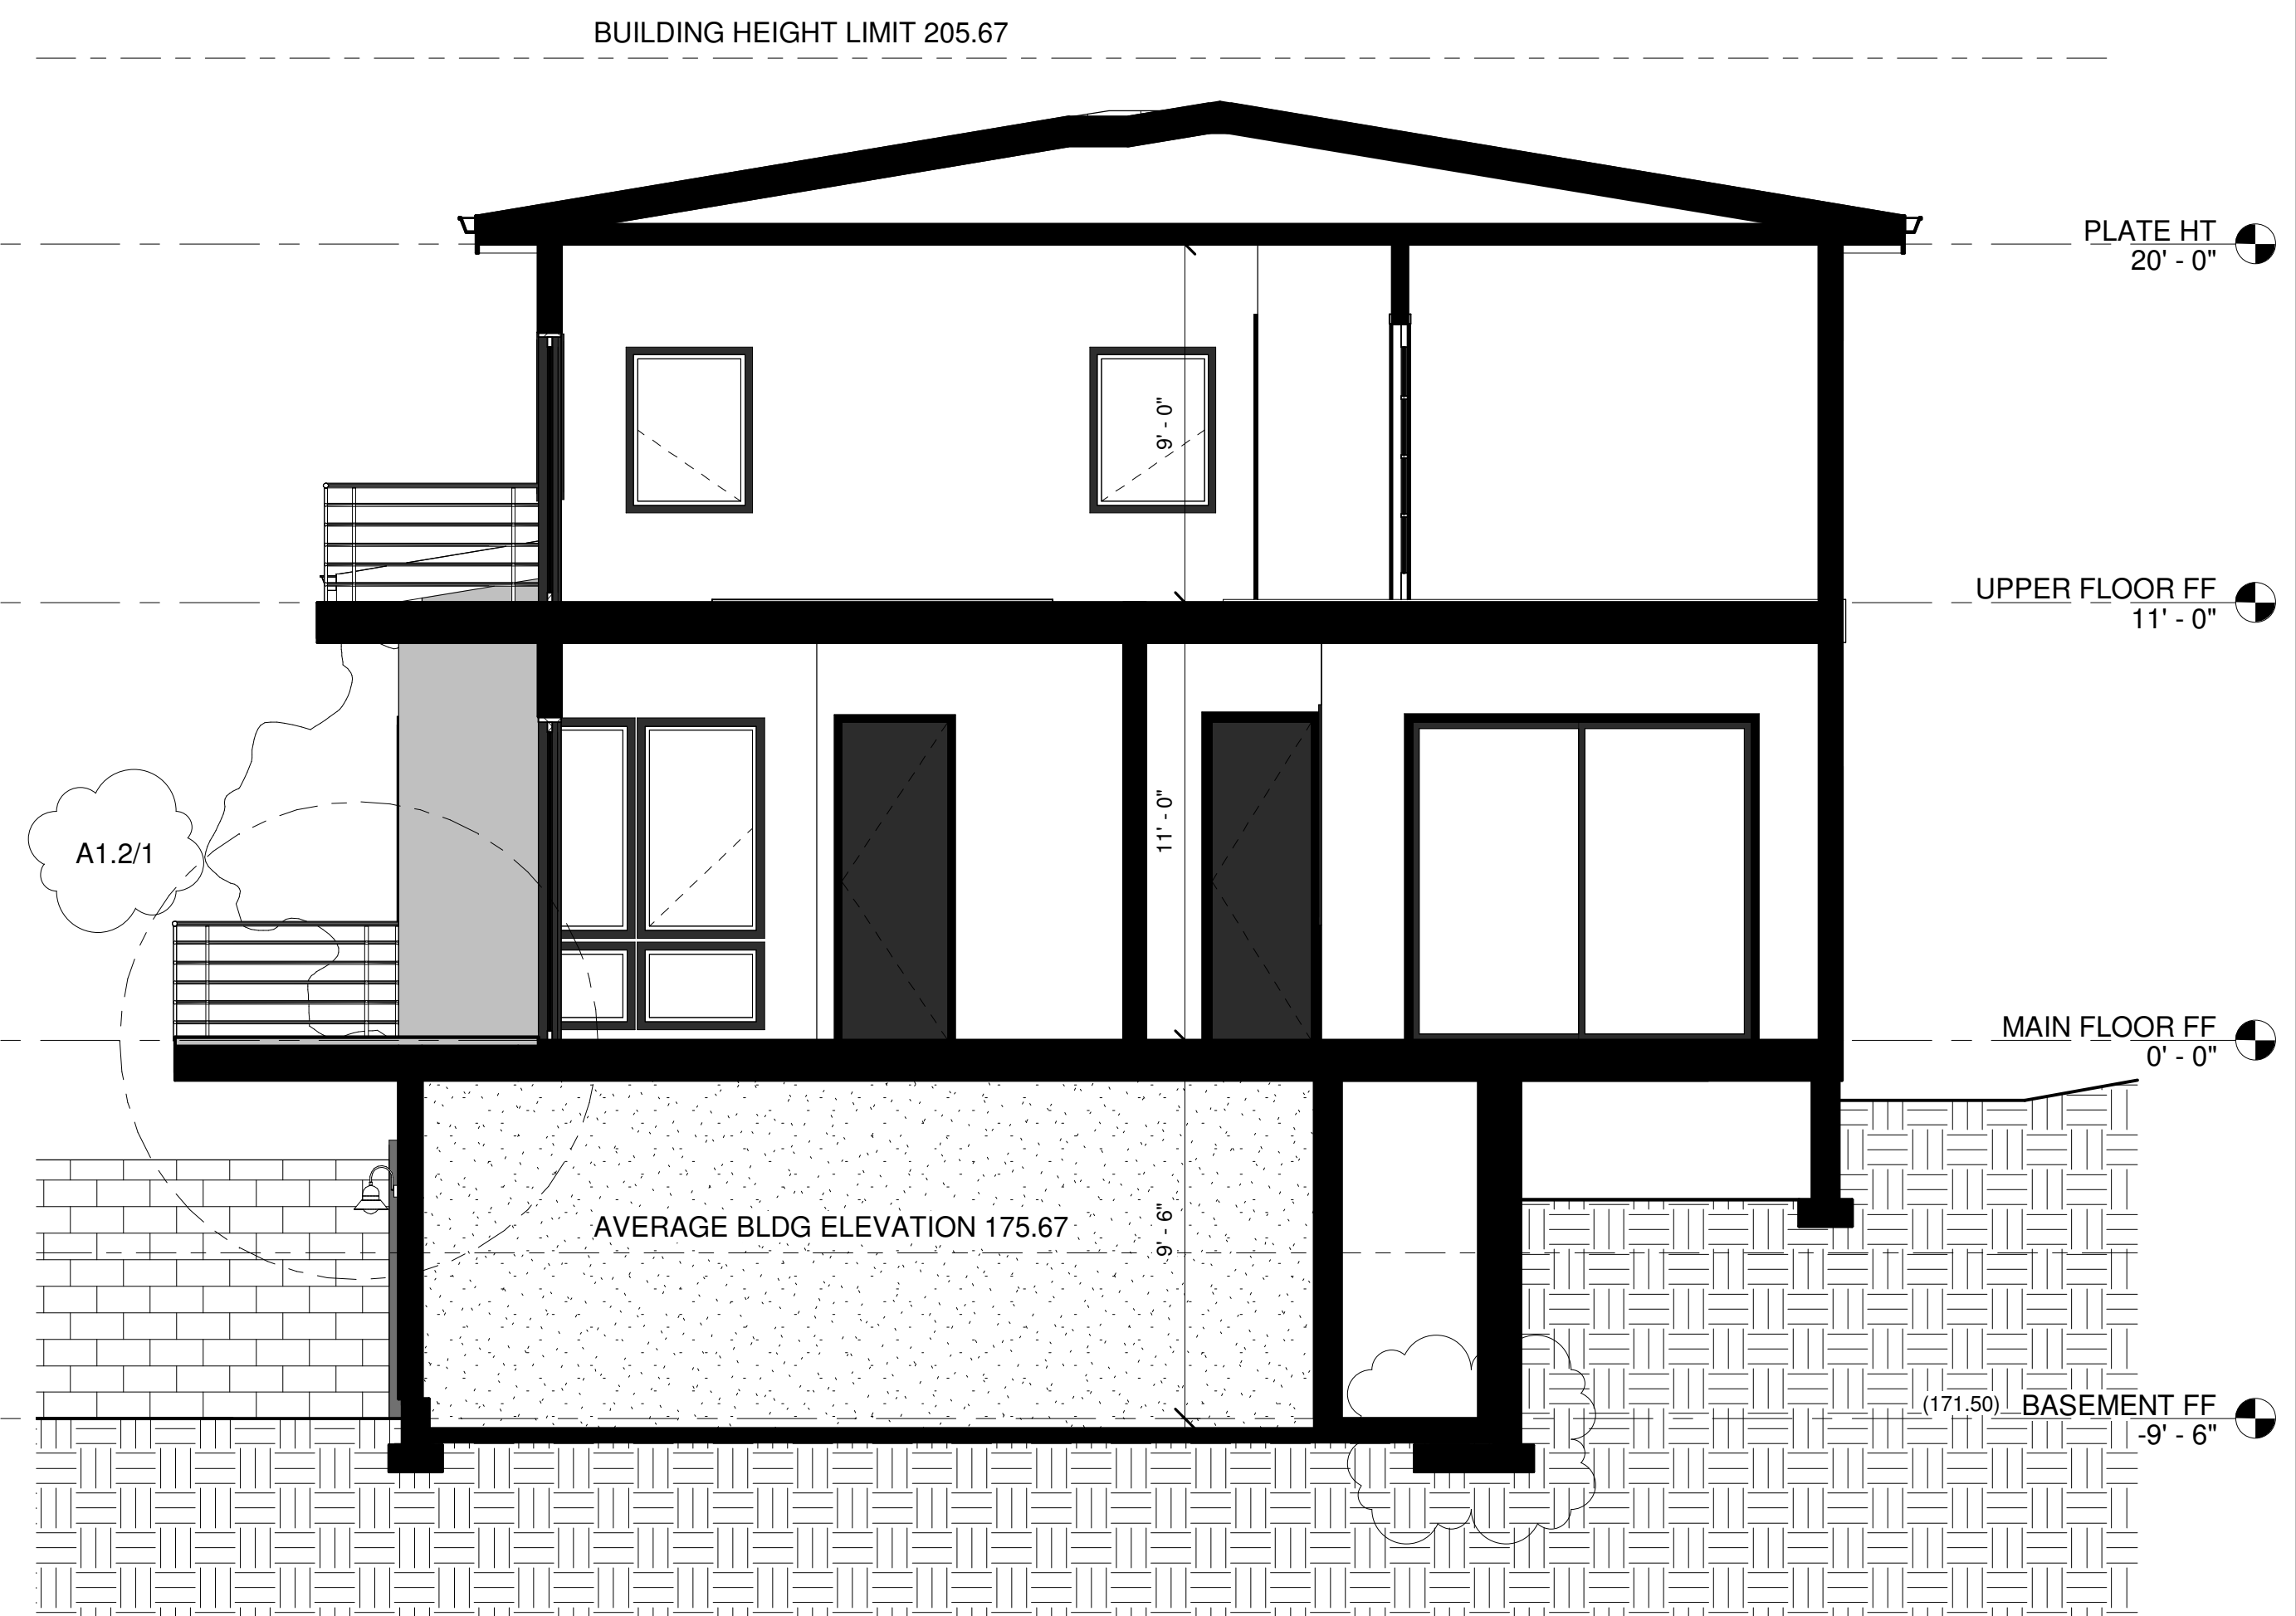 BUILDING HEIGHT LIMIT 205.67
PLATE HT
20' - 0"
9' - 0"
UPPER FLOOR FF
11' - 0"
11' - 0"
A1.2/1
MAIN FLOOR FF
0' - 0"
AVERAGE BLDG ELEVATION 175.67
9' - 6"
(171.50) BASEMENT FF
-9' - 6"